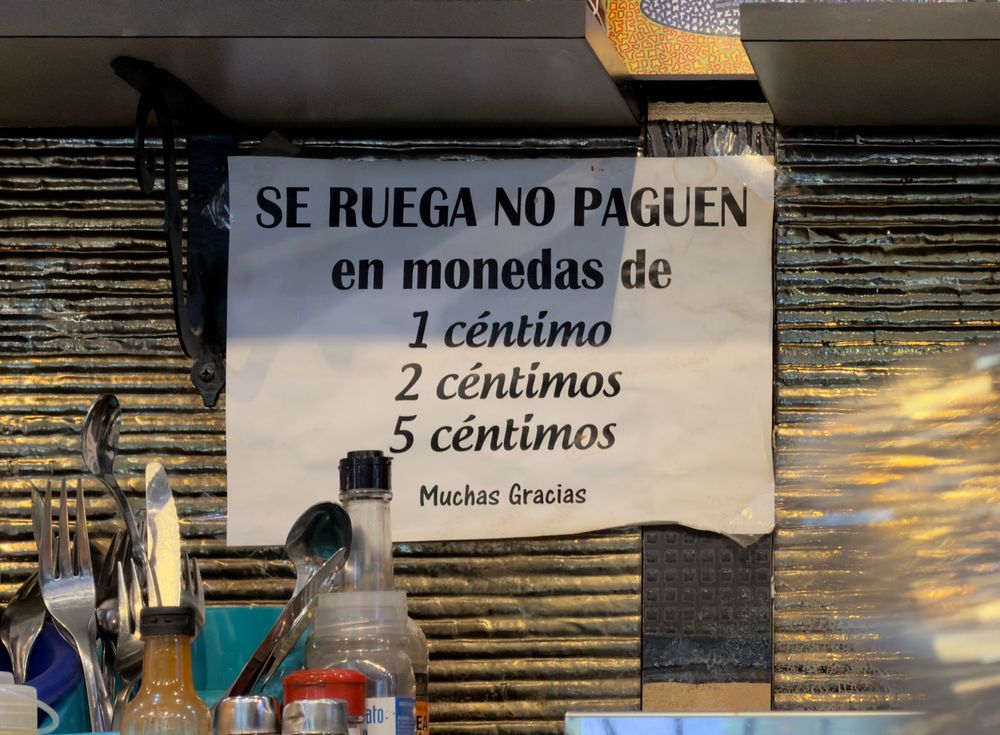 SE RUEGA NO PAGUEN
en monedas de
1 céntimo
2 céntimos
5 céntimos
Muchas Gracias